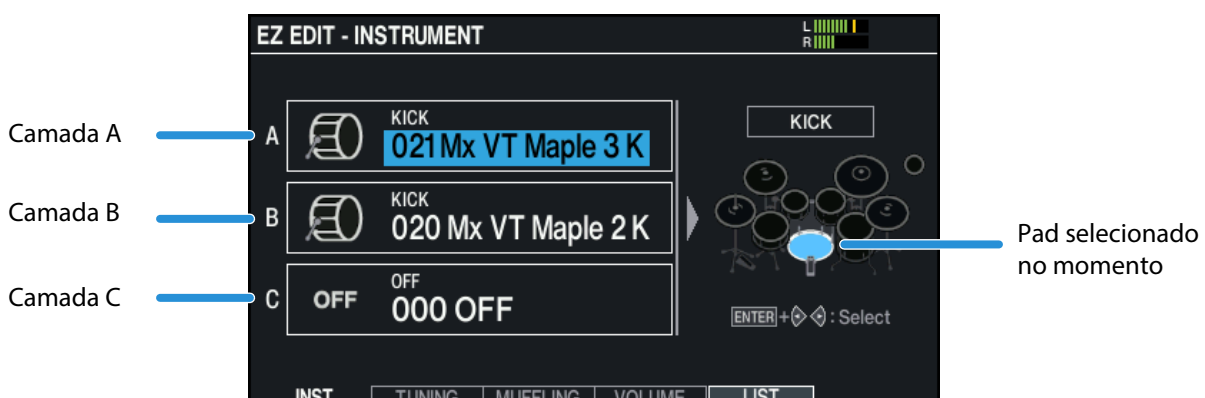 EZ EDIT - INSTRUMENT
L
R
Camada A
A
KICK
021 Mx VT Maple 3 K
KICK
Camada B
B
KICK
020 Mx VT Maple 2 K
Pad selecionado
no momento
Camada C
C
OFF
OFF
000 OFF
ENTER + : Select
INST
TUNING
MUFFLING
VOLUME
LIST